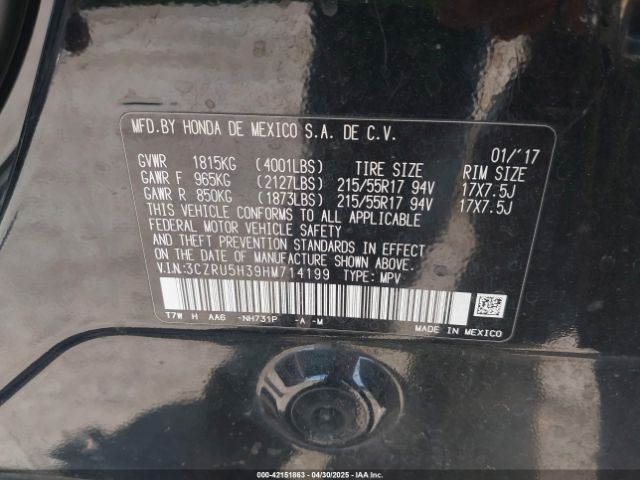 MFD.BY HONDA DE MEXICO S.A. DE C.V.
01/'17
GVWR 1815KG (4001LBS) TIRE SIZE RIM SIZE
GAWR F 965KG (2127LBS) 215/55R17 94V 17X7.5J
GAWR R 850KG (1873LBS) 215/55R17 94V 17X7.5J
THIS VEHICLE CONFORMS TO ALL APPLICABLE
FEDERAL MOTOR VEHICLE SAFETY
AND THEFT PREVENTION STANDARDS IN EFFECT
ON THE DATE OF MANUFACTURE SHOWN ABOVE.
V.I.N:3CZRU5H39HM714199 TYPE: MPV
T7W H AA6 -NH731P -A -M
MADE IN MEXICO
000-42151863 - 04/30/2025 - IAAI.COM